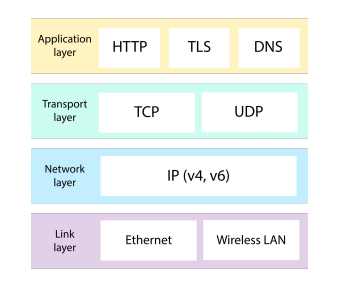 Application
layer
HTTP TLS DNS
Transport
layer
TCP UDP
Network
layer
IP (v4, v6)
Link
layer
Ethernet Wireless LAN